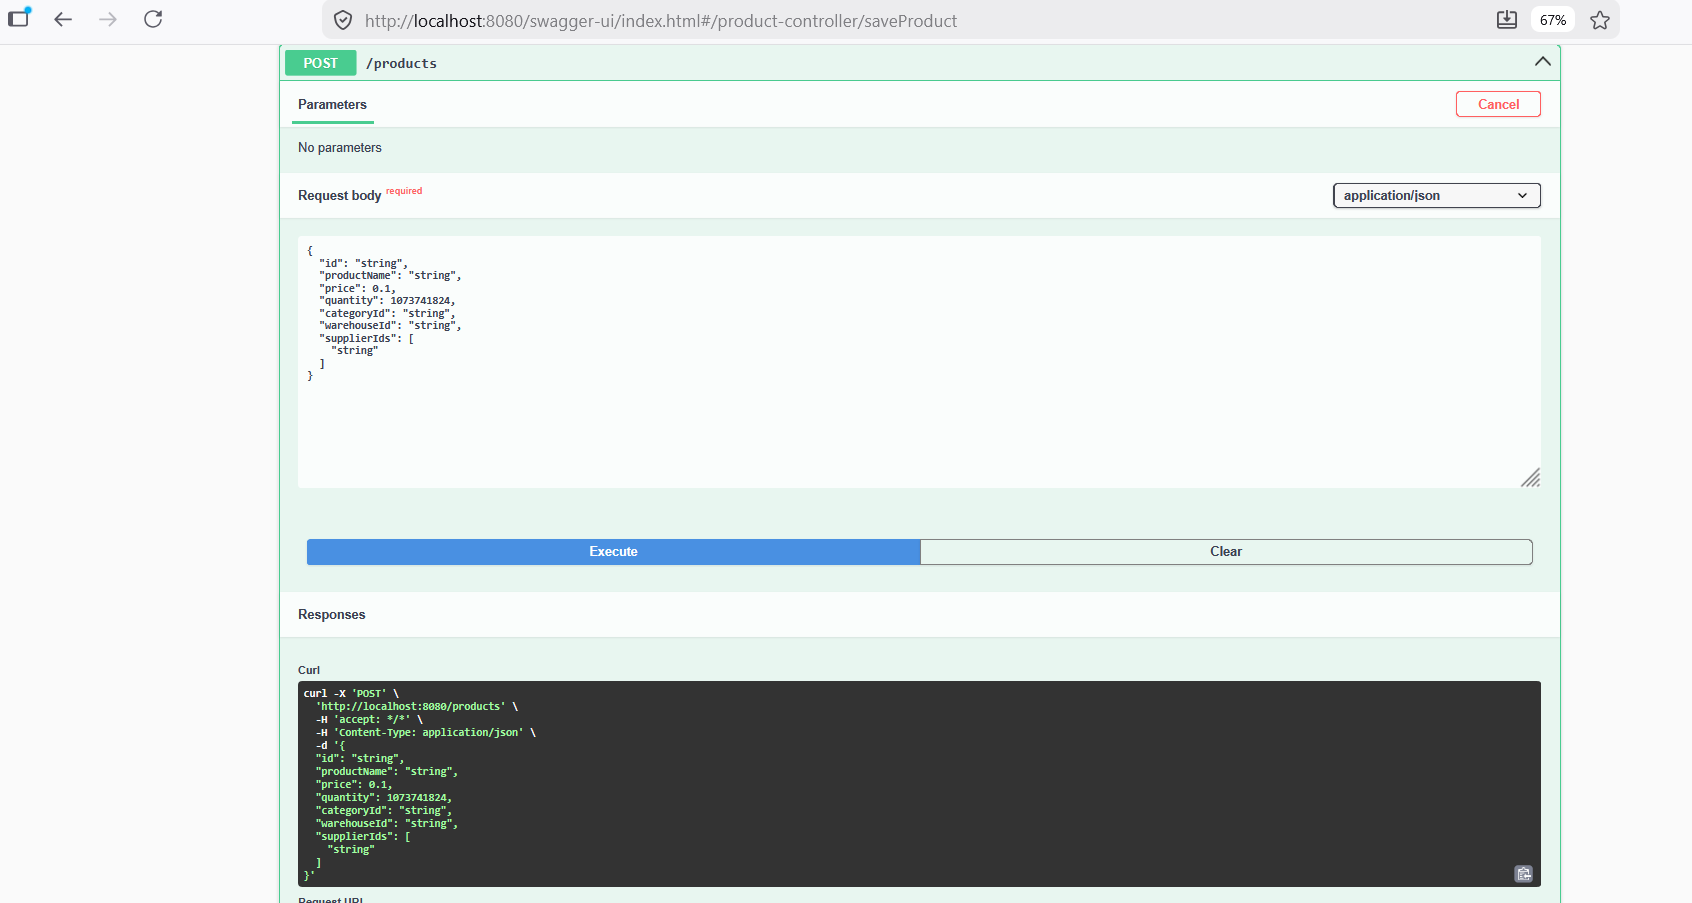 http://localhost:8080/swagger-ui/index.html#/product-controller/saveProduct
67%
POST /products
Parameters
Cancel
No parameters
Request body required
application/json
{
  "id": "string",
  "productName": "string",
  "price": 0.1,
  "quantity": 1073741824,
  "categoryId": "string",
  "warehouseId": "string",
  "supplierIds": [
    "string"
  ]
}
Execute
Clear
Responses
Curl
curl -X 'POST' \
  'http://localhost:8080/products' \
  -H 'accept: */*' \
  -H 'Content-Type: application/json' \
  -d '{
  "id": "string",
  "productName": "string",
  "price": 0.1,
  "quantity": 1073741824,
  "categoryId": "string",
  "warehouseId": "string",
  "supplierIds": [
    "string"
  ]
}'
Request URL